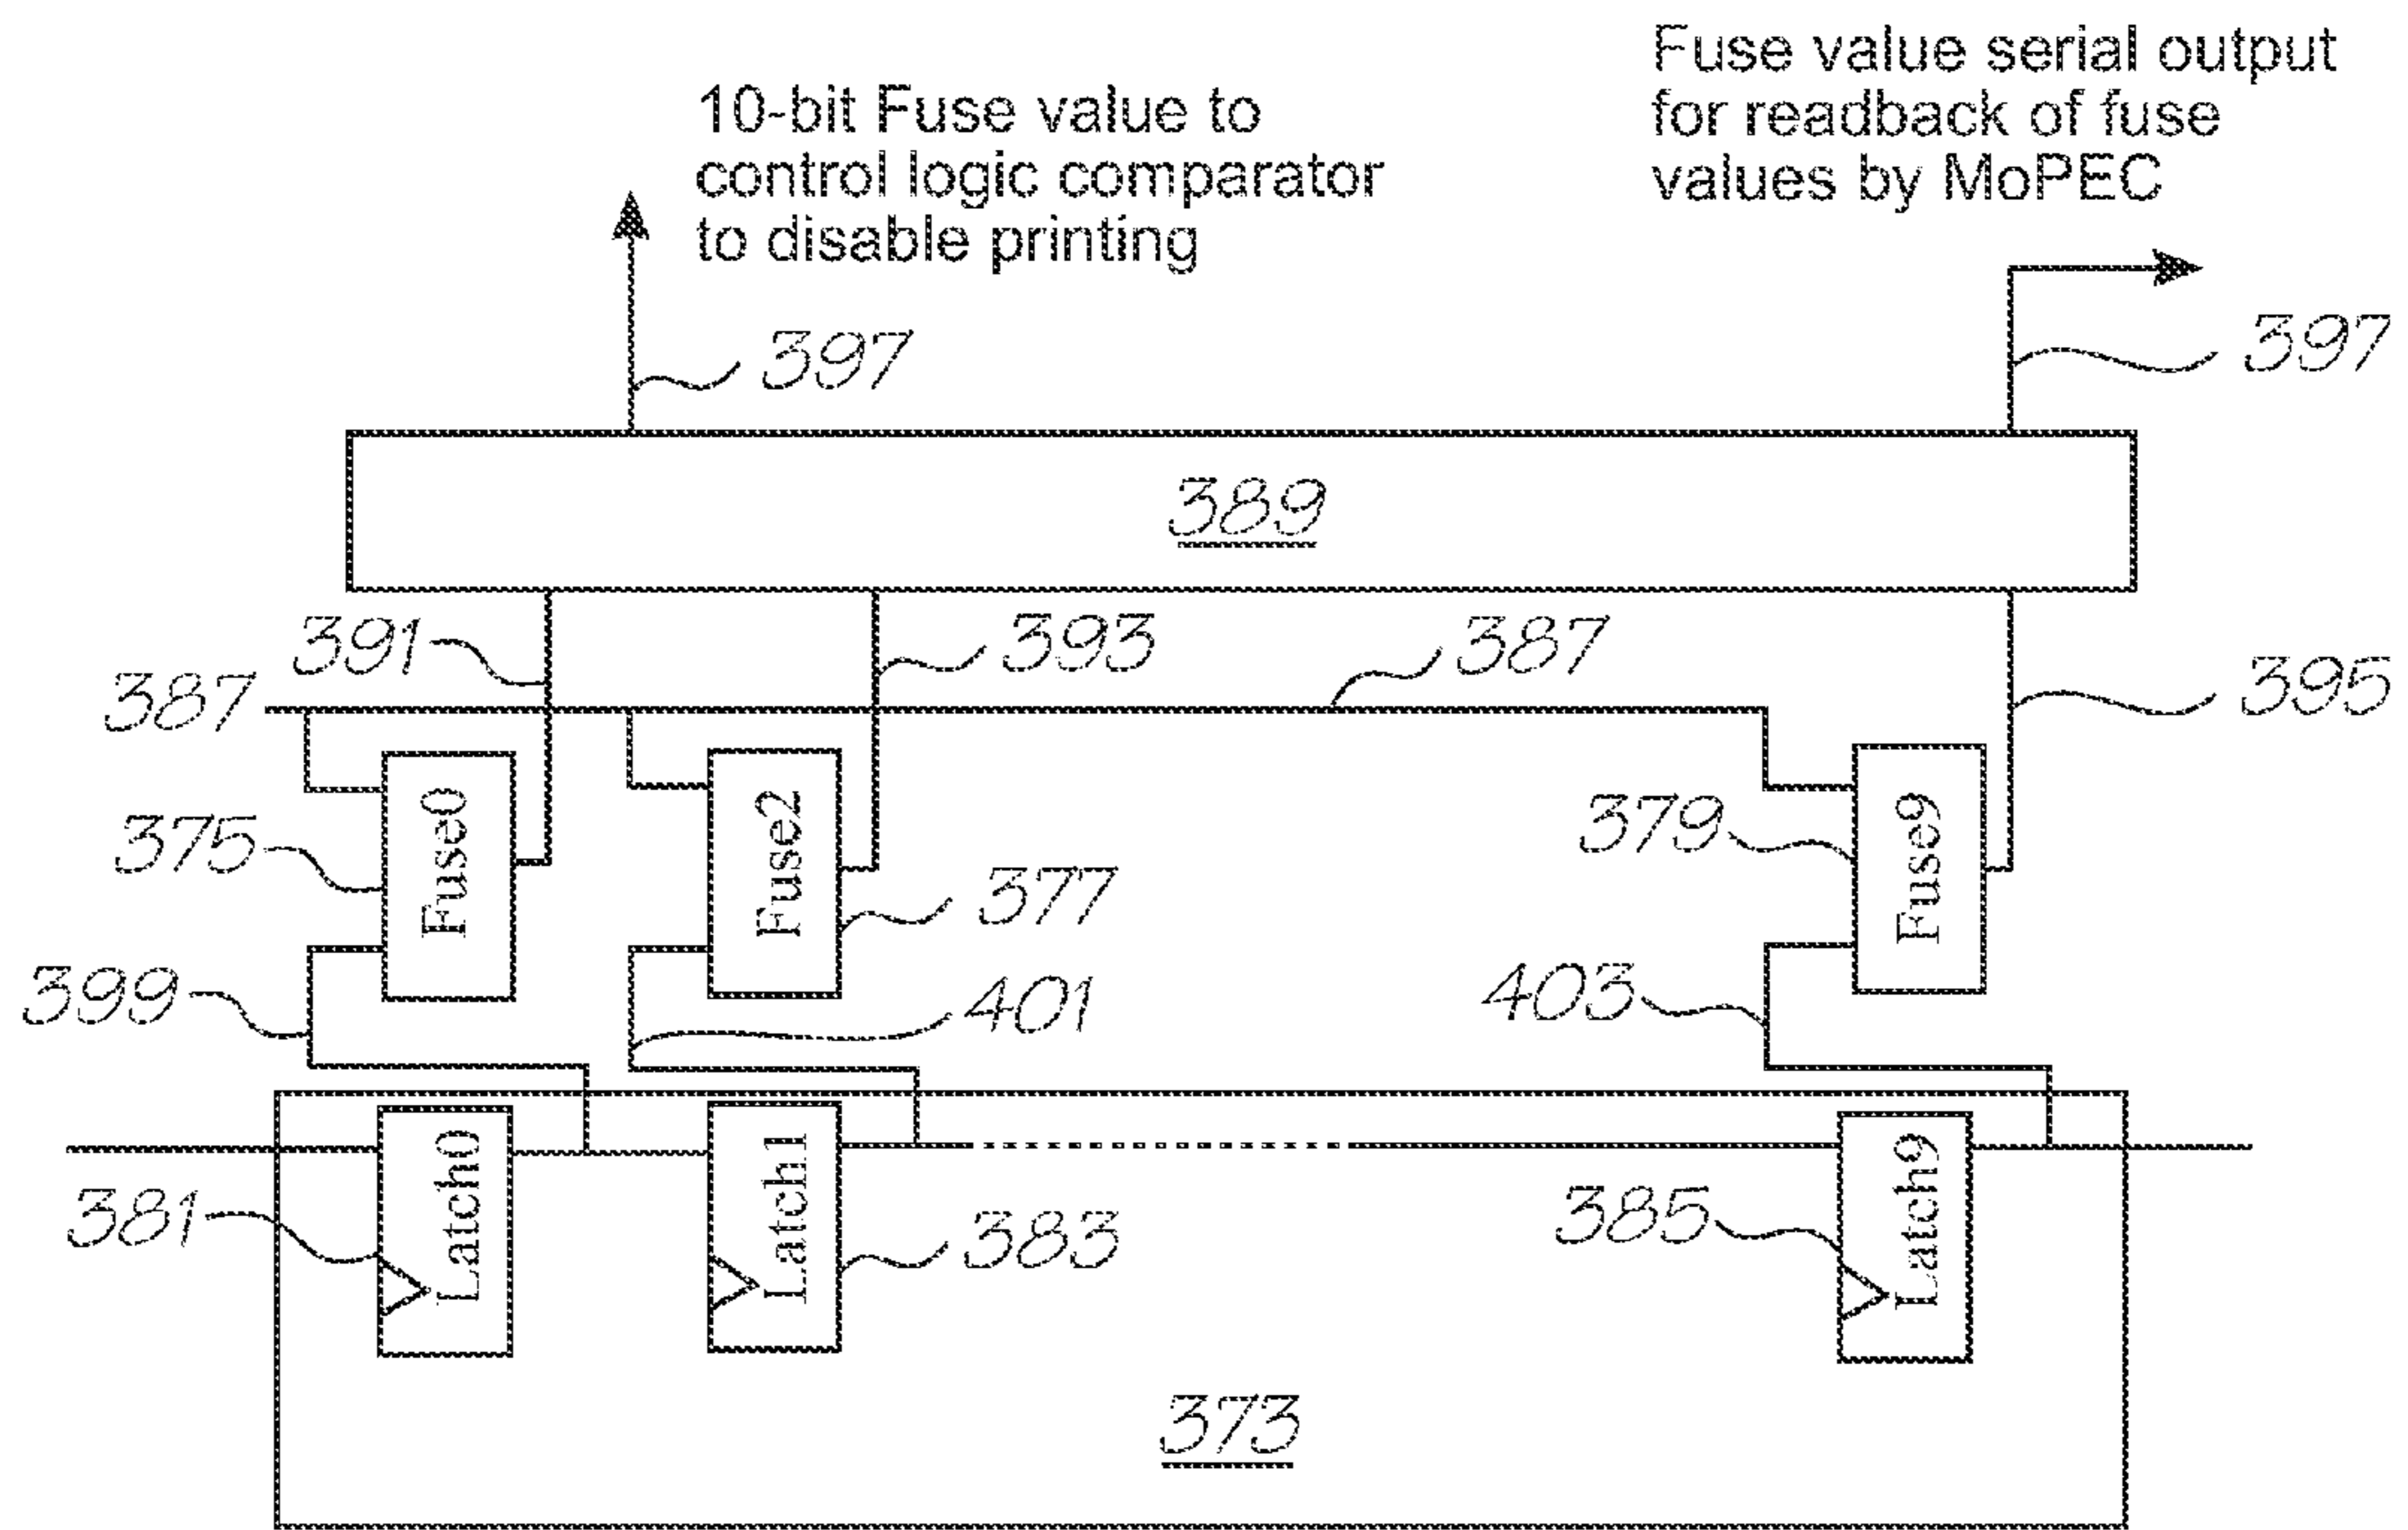 Fuse value serial output
for readback of fuse
values by MoPEC
10-bit Fuse value to
control logic comparator
to disable printing
397
397
389
391
393
387
387
395
375
Fuse0
Fuse2
377
379
Fuse9
399
401
403
381
Latch0
Latch1
383
385
Latch9
373